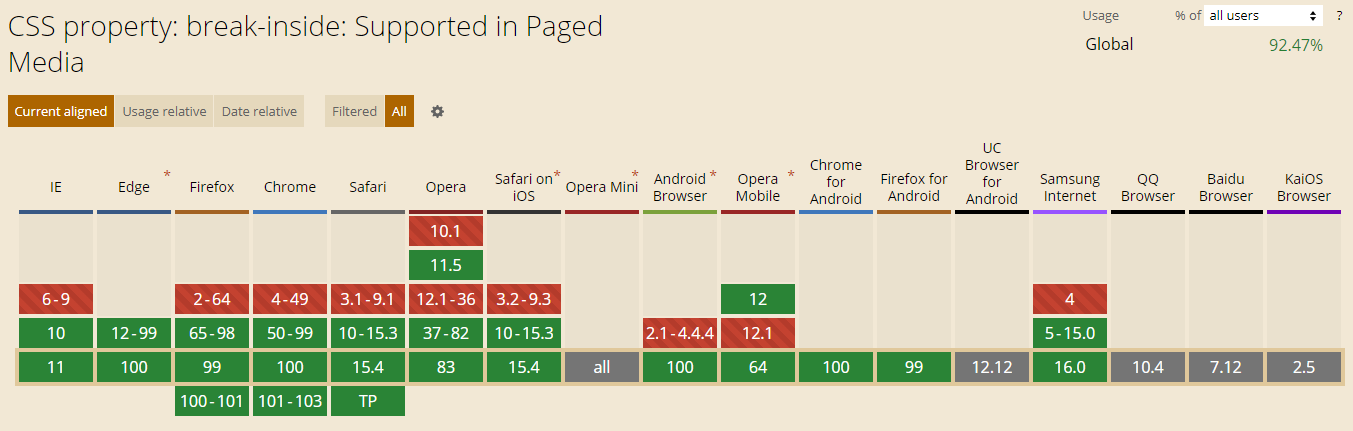 CSS property: break-inside: Supported in Paged
Media
Usage % of all users ?
Global 92.47%
Current aligned Usage relative Date relative Filtered All
IE Edge * Firefox Chrome Safari Opera Safari on iOS * Opera Mini * Android Browser * Opera Mobile * Chrome for Android Firefox for Android UC Browser for Android Samsung Internet QQ Browser Baidu Browser KaiOS Browser
10.1
11.5
6-9 2-64 4-49 3.1-9.1 12.1-36 3.2-9.3 12 4
10 12-99 65-98 50-99 10-15.3 37-82 10-15.3 2.1-4.4.4 12.1 5-15.0
11 100 99 100 15.4 83 15.4 all 100 64 100 99 12.12 16.0 10.4 7.12 2.5
100-101 101-103 TP